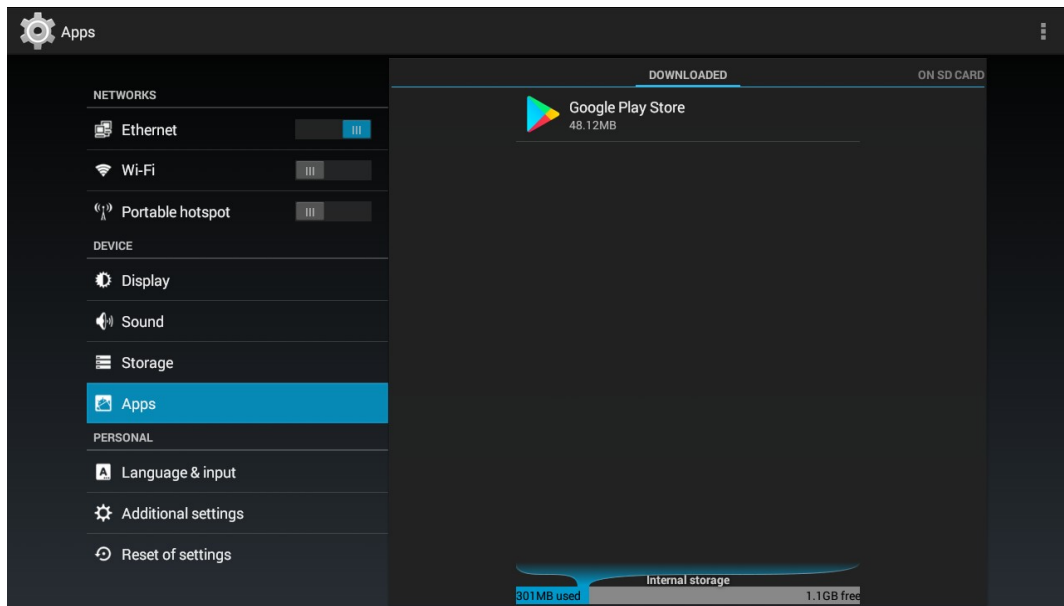 Apps
NETWORKS
Ethernet
Wi-Fi
Portable hotspot
DEVICE
Display
Sound
Storage
Apps
PERSONAL
Language & input
Additional settings
Reset of settings
DOWNLOADED
ON SD CARD
Google Play Store
48.12MB
Internal storage
301MB used
1.1GB free